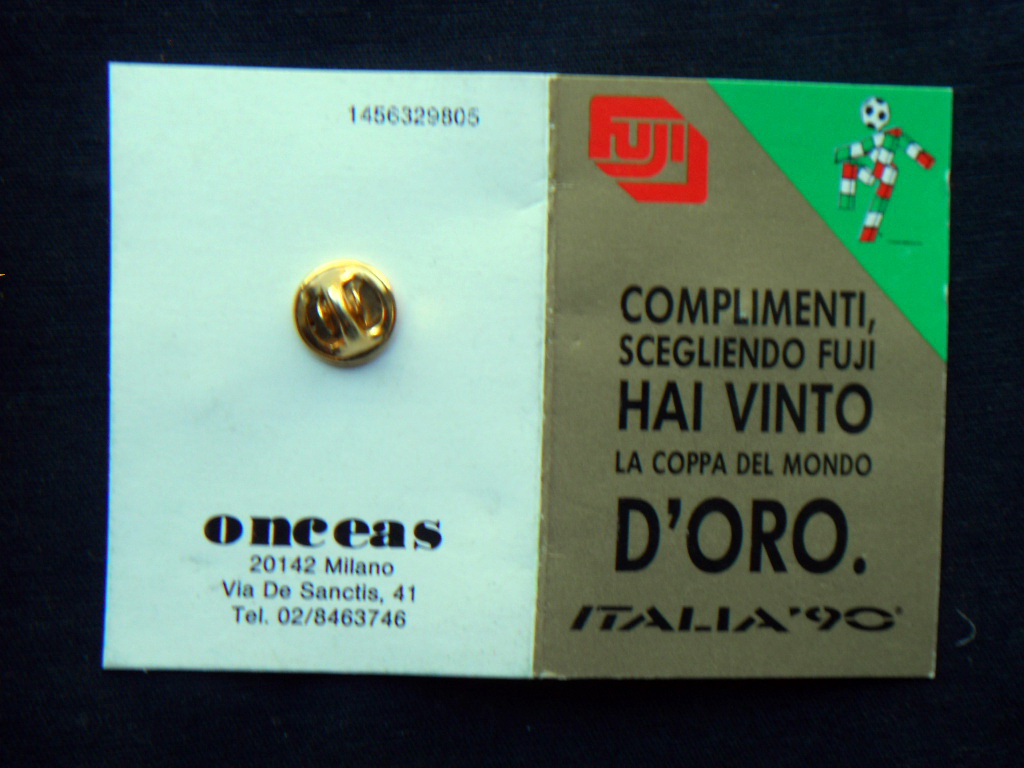 1456329805
onceas
20142 Milano
Via De Sanctis, 41
Tel. 02/8463746
FUJI
COMPLIMENTI,
SCEGLIENDO FUJI
HAI VINTO
LA COPPA DEL MONDO
D'ORO.
ITALIA'90